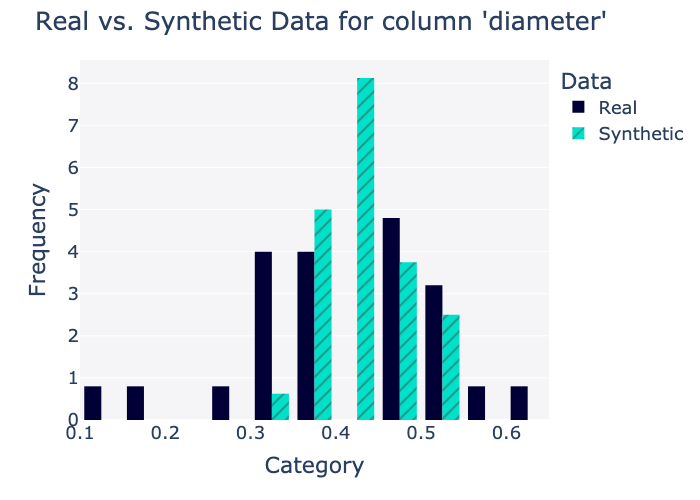 Real vs. Synthetic Data for column 'diameter'
Data
Real
Synthetic
Frequency
8
7
6
5
4
3
2
1
0
0.1
0.2
0.3
0.4
0.5
0.6
Category